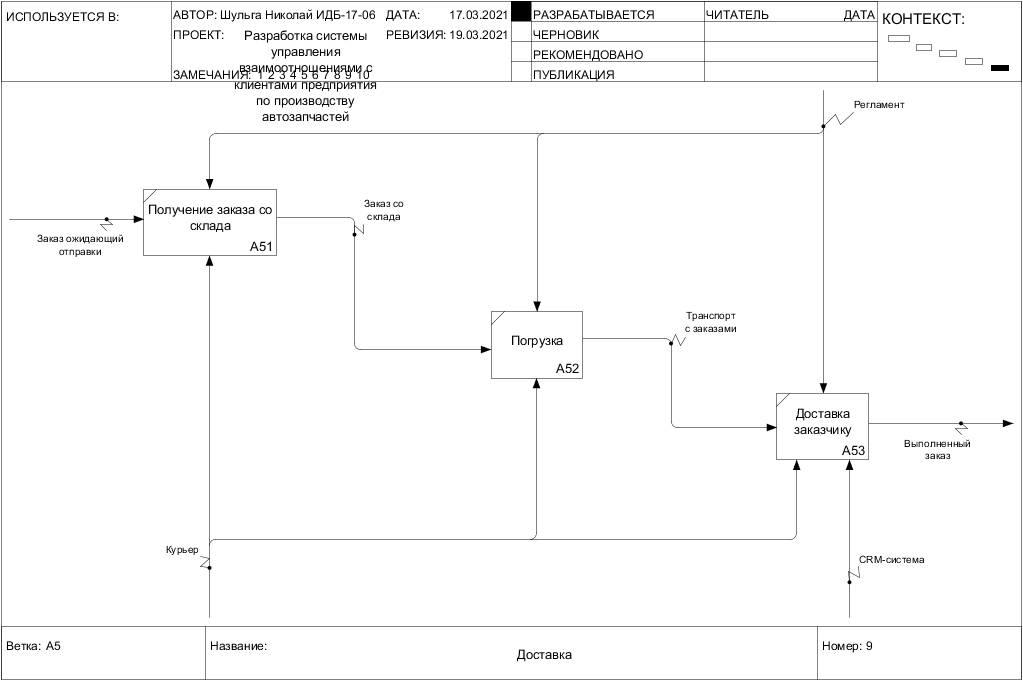 ИСПОЛЬЗУЕТСЯ В:
АВТОР: Шульга Николай ИДБ-17-06
ДАТА: 17.03.2021
ПРОЕКТ:
Разработка системы
управления
взаимоотношениями с
клиентами предприятия
по производству
автозапчастей
РЕВИЗИЯ: 19.03.2021
ЗАМЕЧАНИЯ: 1 2 3 4 5 6 7 8 9 10
РАЗРАБАТЫВАЕТСЯ
ЧЕРНОВИК
РЕКОМЕНДОВАНО
ПУБЛИКАЦИЯ
ЧИТАТЕЛЬ
ДАТА
КОНТЕКСТ:
Регламент
Получение заказа со
склада
A51
Заказ со
склада
Заказ ожидающий
отправки
Погрузка
A52
Транспорт
с заказами
Доставка
заказчику
A53
Выполненный
заказ
Курьер
CRM-система
Ветка: A5
Название:
Доставка
Номер: 9